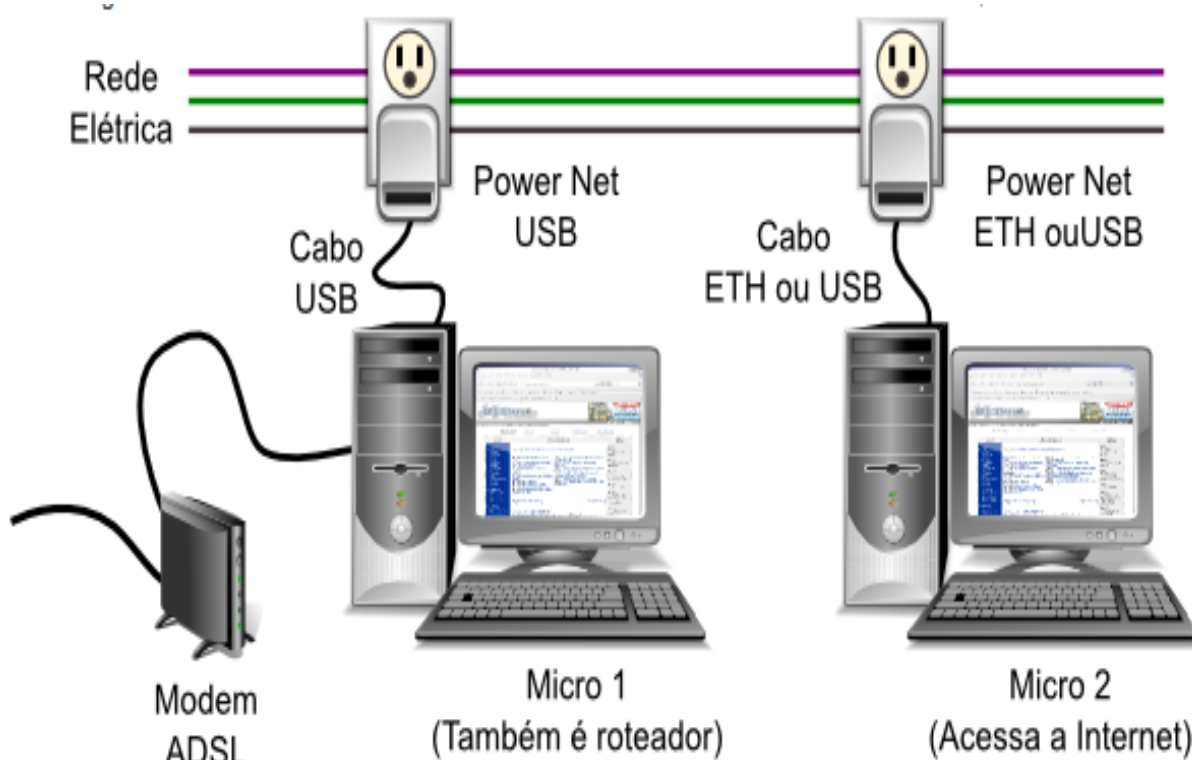 Rede
Elétrica
Power Net
USB
Power Net
ETH ouUSB
Cabo
USB
Cabo
ETH ou USB
Modem
ADSL
Micro 1
(Também é roteador)
Micro 2
(Acessa a Internet)